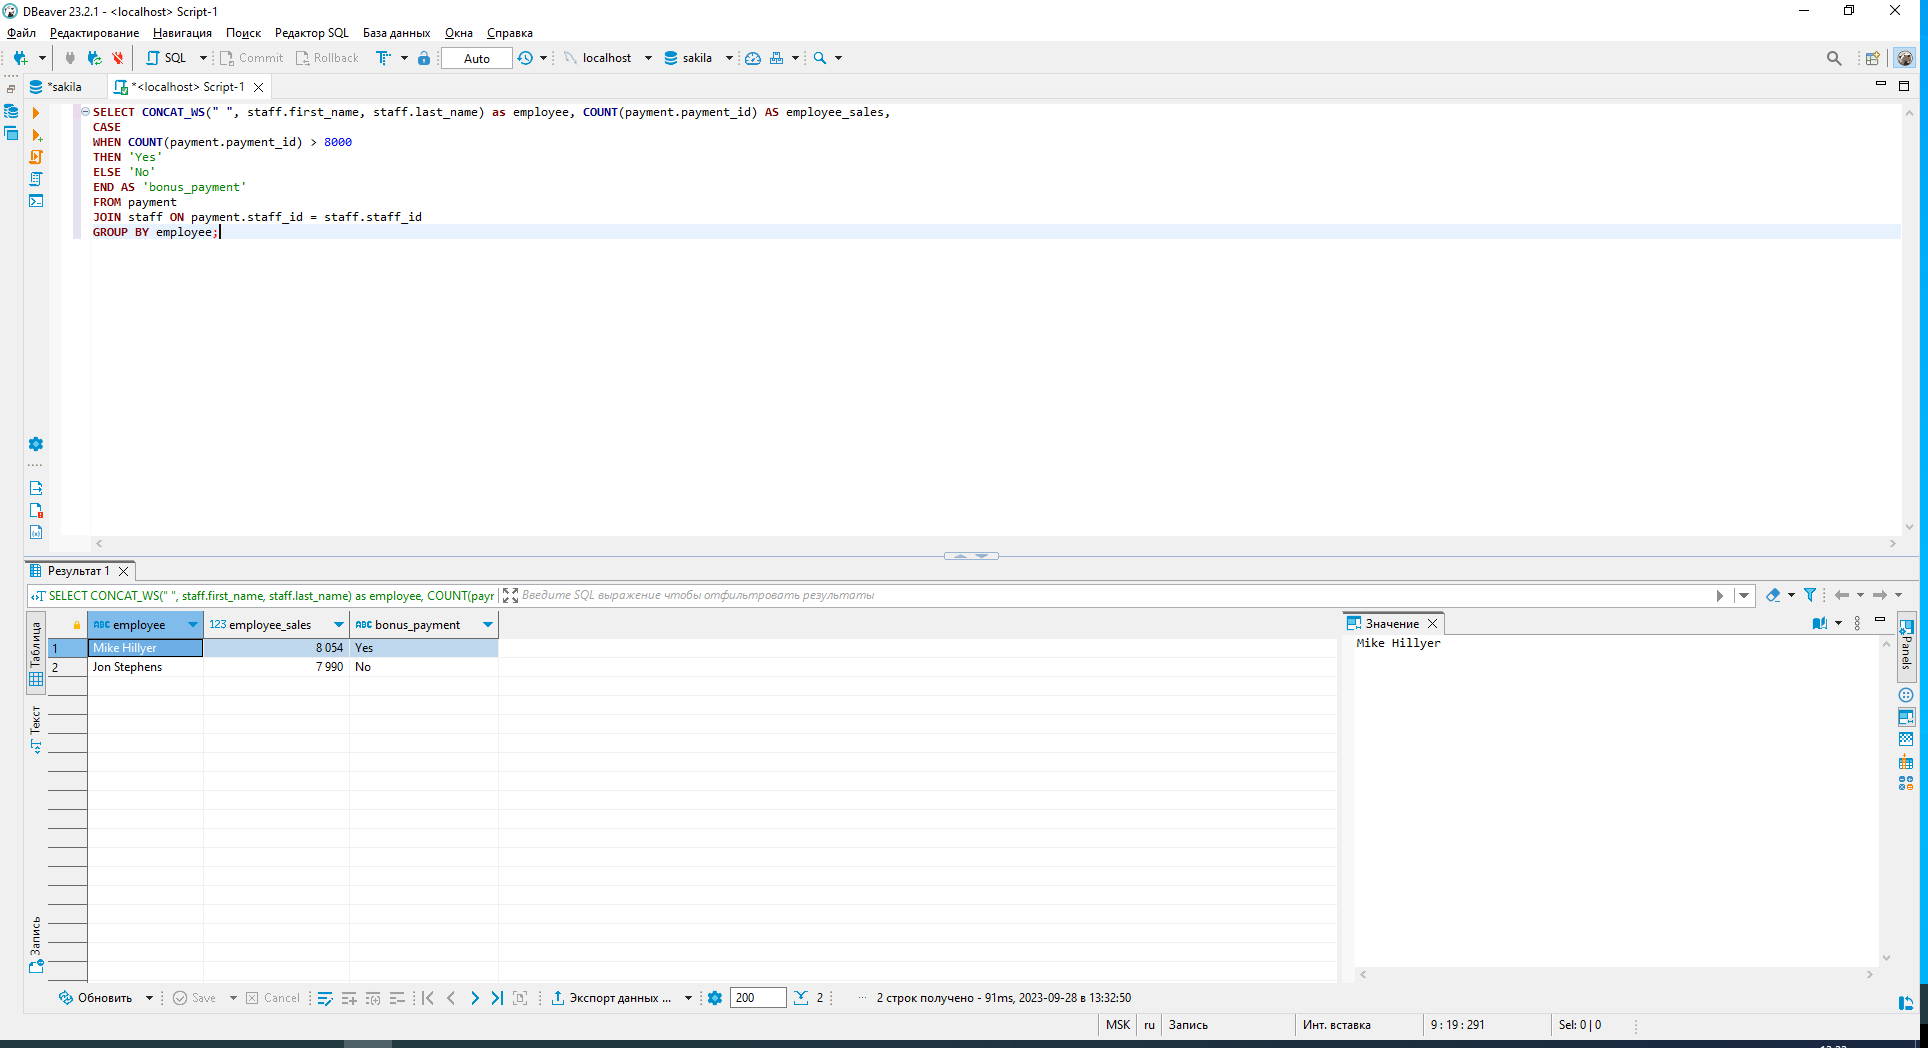 DBeaver 23.2.1 - <localhost> Script-1
Файл Редактирование Навигация Поиск Редактор SQL База данных Окна Справка
SQL Commit Rollback Auto localhost sakila
*sakila *<localhost> Script-1
SELECT CONCAT_WS(" ", staff.first_name, staff.last_name) as employee, COUNT(payment.payment_id) AS employee_sales,
CASE
WHEN COUNT(payment.payment_id) > 8000
THEN 'Yes'
ELSE 'No'
END AS 'bonus_payment'
FROM payment
JOIN staff ON payment.staff_id = staff.staff_id
GROUP BY employee;
Результат 1
SELECT CONCAT_WS(" ", staff.first_name, staff.last_name) as employee, COUNT(payr
Введите SQL выражение чтобы отфильтровать результаты
Таблица
Текст
Запись
ABC employee 123 employee_sales ABC bonus_payment
1 Mike Hillyer 8 054 Yes
2 Jon Stephens 7 990 No
Значение
Mike Hillyer
Panels
Обновить Save Cancel Экспорт данных ... 200 2 ... 2 строк получено - 91ms, 2023-09-28 в 13:32:50
MSK ru Запись Инт. вставка 9 : 19 : 291 Sel: 0 | 0